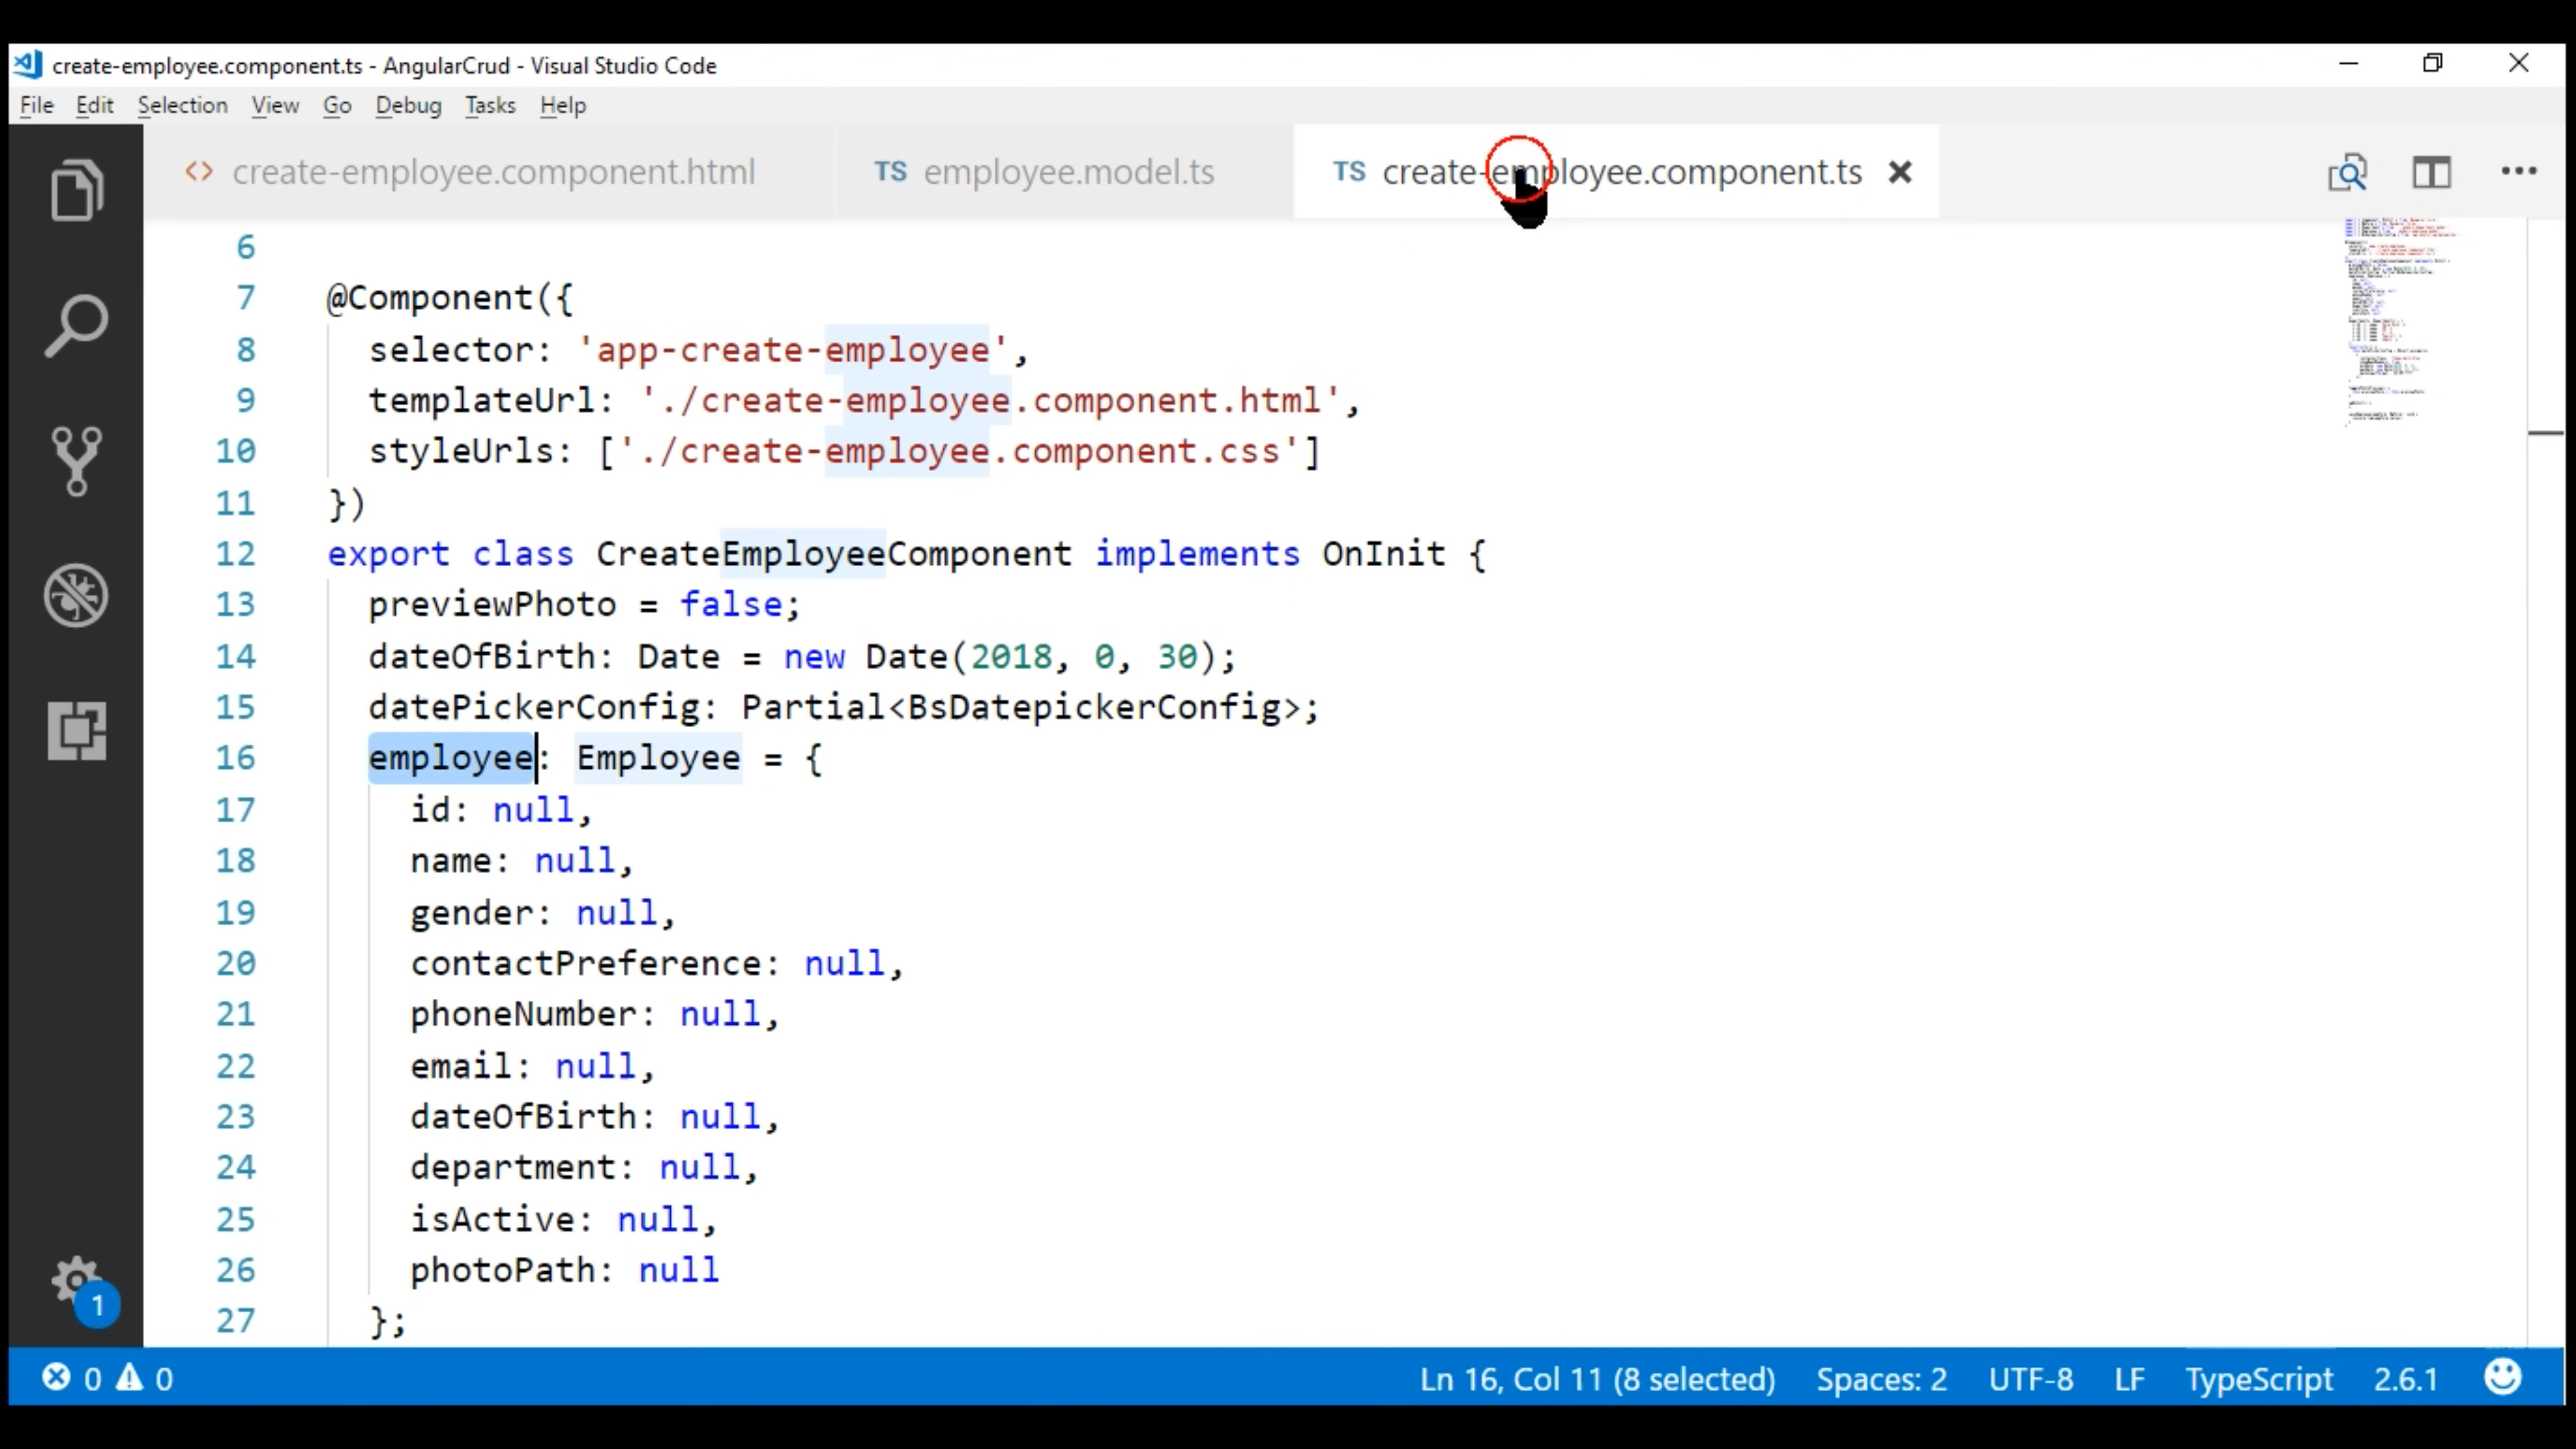 create-employee.component.ts - AngularCrud - Visual Studio Code
File Edit Selection View Go Debug Tasks Help
<> create-employee.component.html TS employee.model.ts TS create-employee.component.ts
6
7 @Component({
8 selector: 'app-create-employee',
9 templateUrl: './create-employee.component.html',
10 styleUrls: ['./create-employee.component.css']
11 })
12 export class CreateEmployeeComponent implements OnInit {
13 previewPhoto = false;
14 dateOfBirth: Date = new Date(2018, 0, 30);
15 datePickerConfig: Partial<BsDatepickerConfig>;
16 employee: Employee = {
17 id: null,
18 name: null,
19 gender: null,
20 contactPreference: null,
21 phoneNumber: null,
22 email: null,
23 dateOfBirth: null,
24 department: null,
25 isActive: null,
26 photoPath: null
27 };
1
0 0 Ln 16, Col 11 (8 selected) Spaces: 2 UTF-8 LF TypeScript 2.6.1